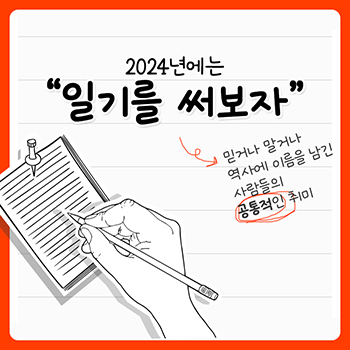 2024년에는
“일기를 써보자”
믿거나 말거나
역사에 이름을 남긴
사람들의
공통적인 취미